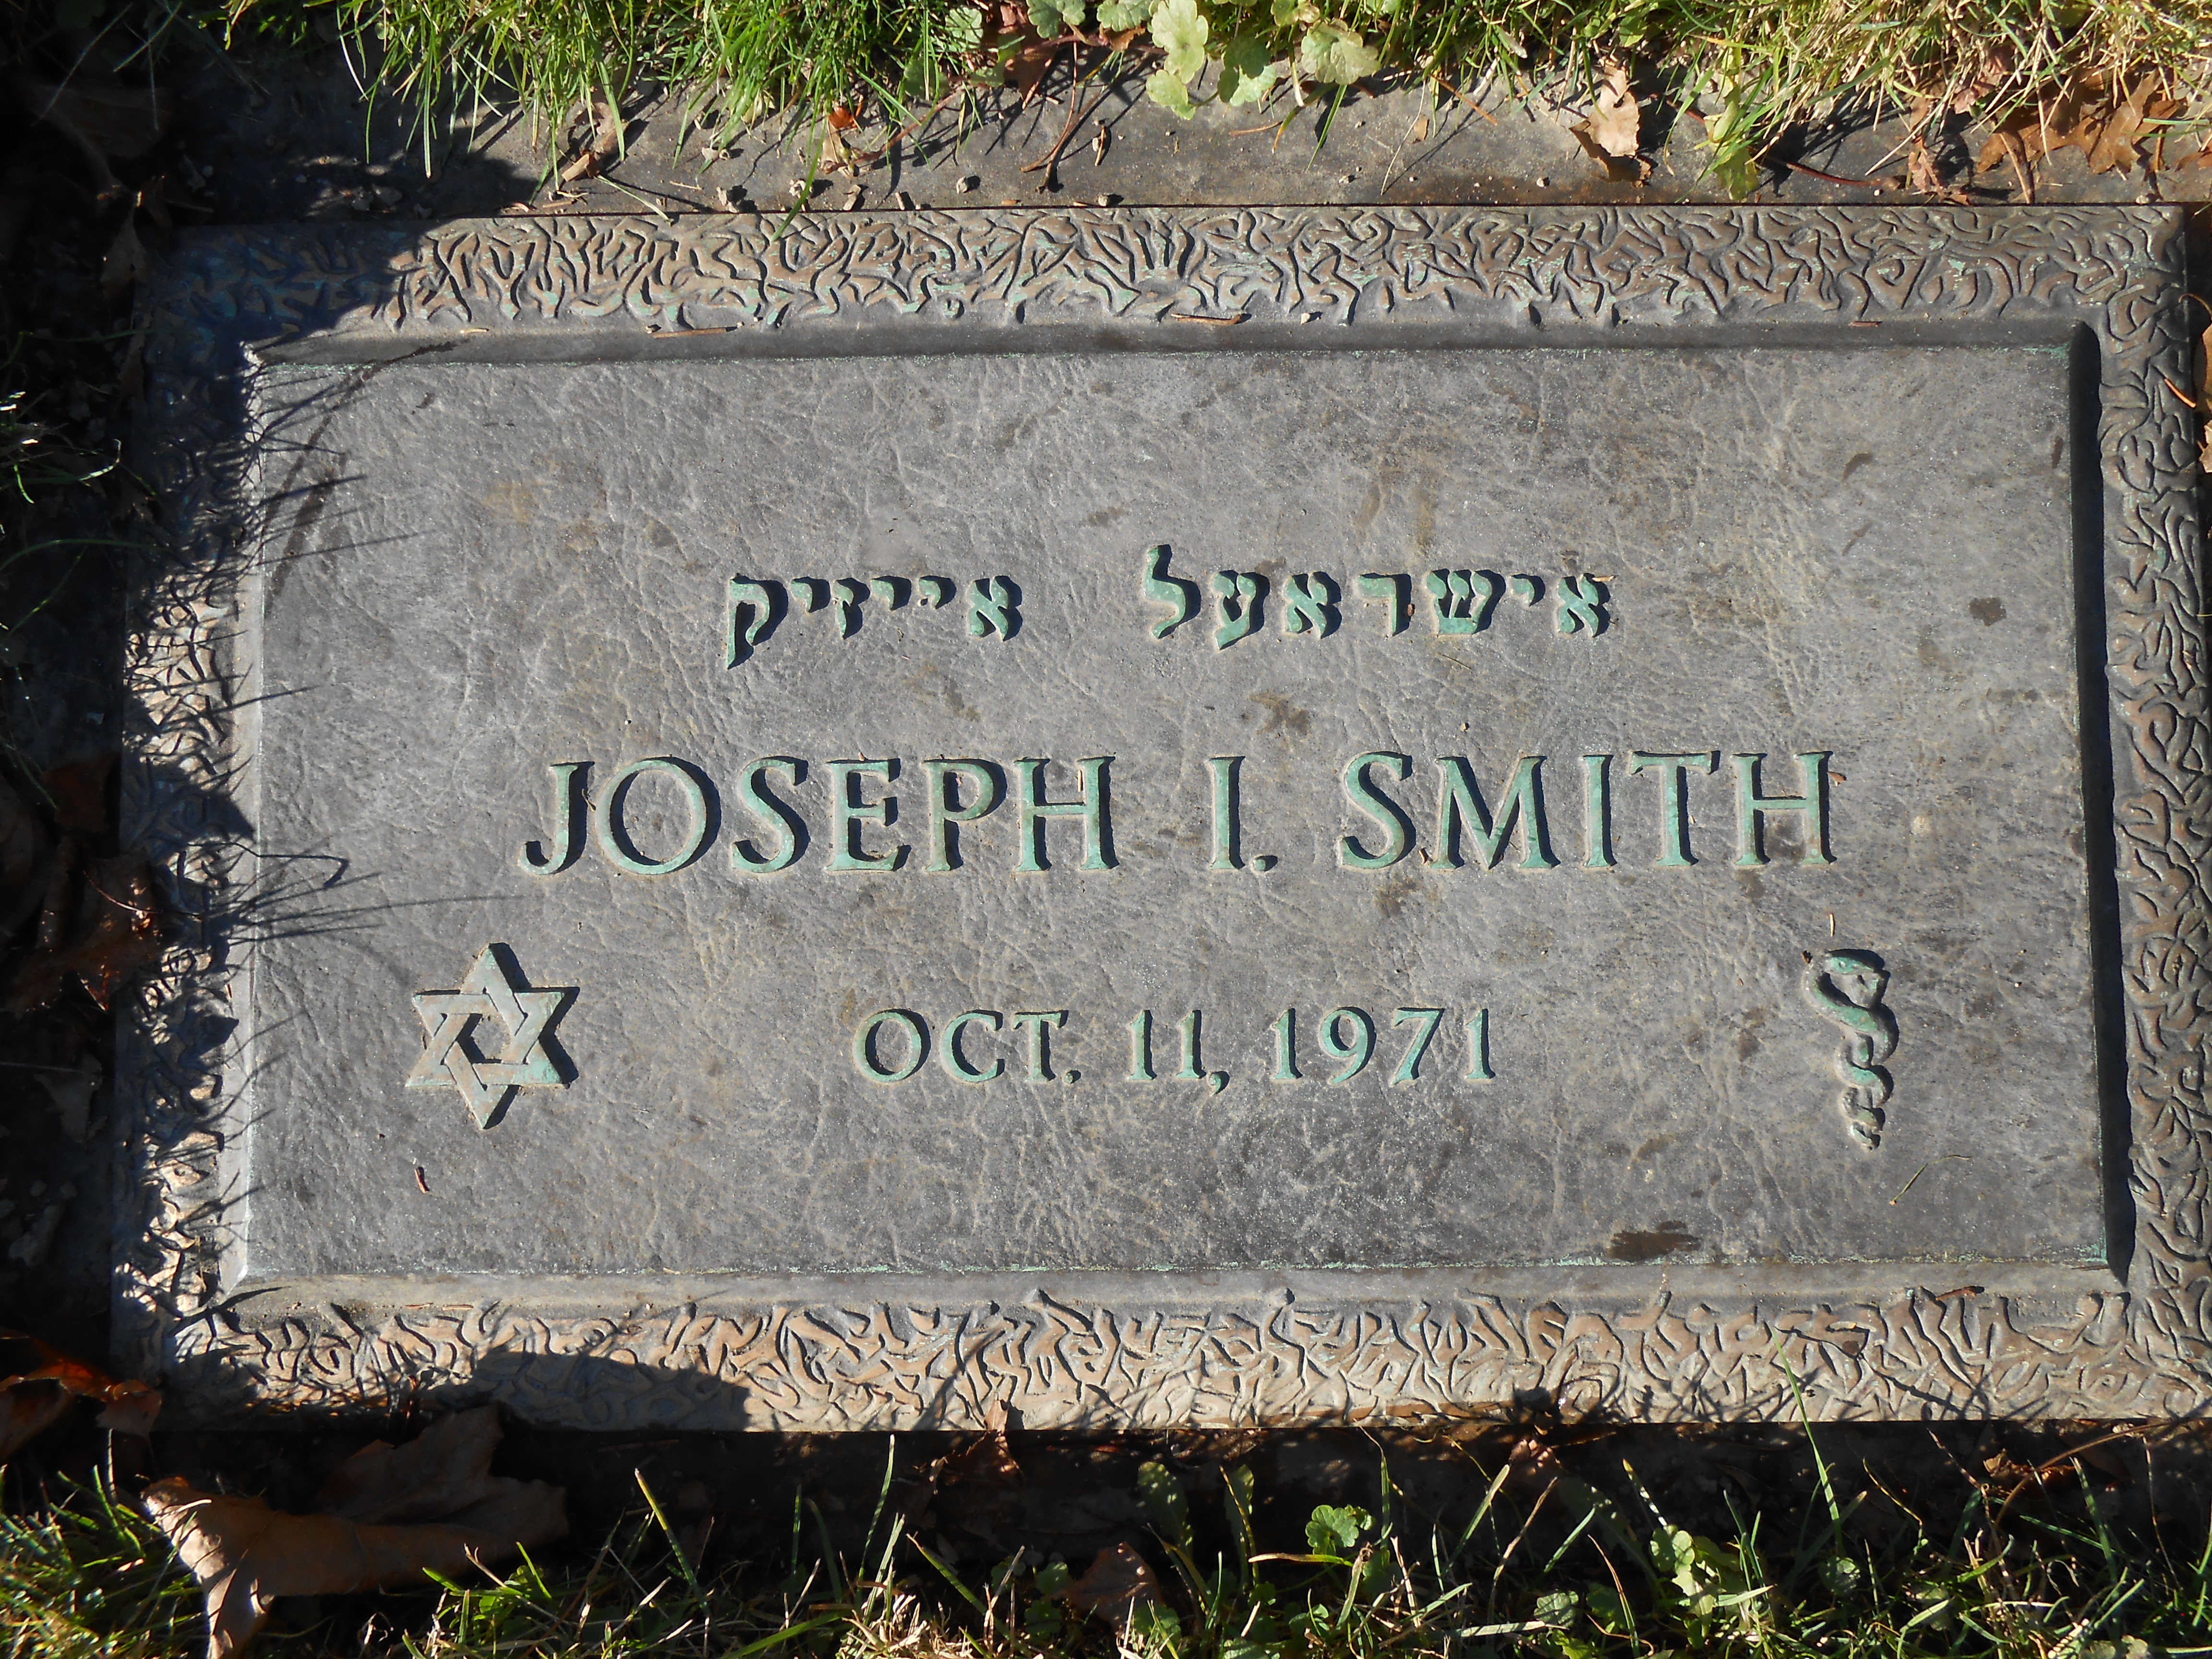 אישראעל אייזיק
JOSEPH I. SMITH
OCT. 11, 1971